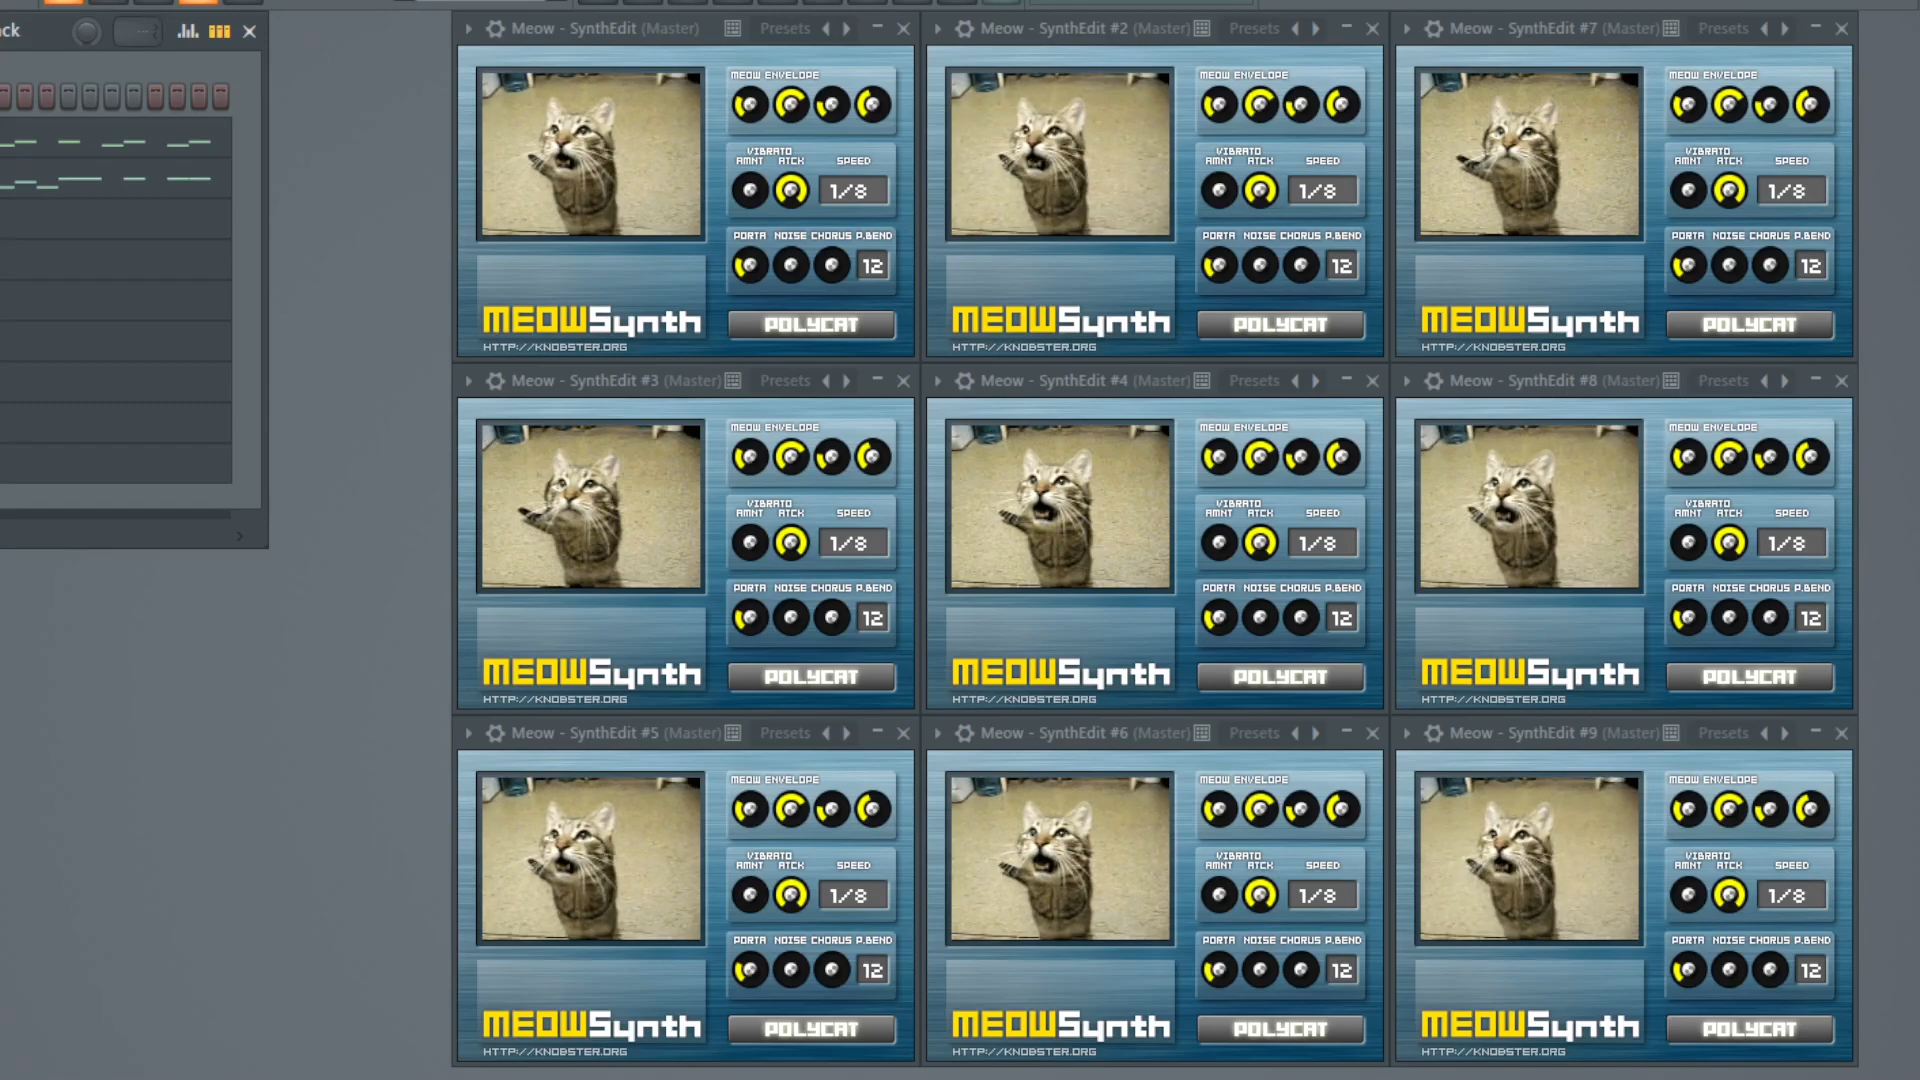 ck
Meow - SynthEdit (Master) Presets
MEOW ENVELOPE
VIBRATO
AMNT ATCK SPEED
1/8
PORTA NOISE CHORUS P.BEND
12
MEOWSynth
POLYCAT
HTTP://KNOBSTER.ORG
Meow - SynthEdit #2 (Master) Presets
MEOW ENVELOPE
VIBRATO
AMNT ATCK SPEED
1/8
PORTA NOISE CHORUS P.BEND
12
MEOWSynth
POLYCAT
HTTP://KNOBSTER.ORG
Meow - SynthEdit #7 (Master) Presets
MEOW ENVELOPE
VIBRATO
AMNT ATCK SPEED
1/8
PORTA NOISE CHORUS P.BEND
12
MEOWSynth
POLYCAT
HTTP://KNOBSTER.ORG
Meow - SynthEdit #3 (Master) Presets
MEOW ENVELOPE
VIBRATO
AMNT ATCK SPEED
1/8
PORTA NOISE CHORUS P.BEND
12
MEOWSynth
POLYCAT
HTTP://KNOBSTER.ORG
Meow - SynthEdit #4 (Master) Presets
MEOW ENVELOPE
VIBRATO
AMNT ATCK SPEED
1/8
PORTA NOISE CHORUS P.BEND
12
MEOWSynth
POLYCAT
HTTP://KNOBSTER.ORG
Meow - SynthEdit #8 (Master) Presets
MEOW ENVELOPE
VIBRATO
AMNT ATCK SPEED
1/8
PORTA NOISE CHORUS P.BEND
12
MEOWSynth
POLYCAT
HTTP://KNOBSTER.ORG
Meow - SynthEdit #5 (Master) Presets
MEOW ENVELOPE
VIBRATO
AMNT ATCK SPEED
1/8
PORTA NOISE CHORUS P.BEND
12
MEOWSynth
POLYCAT
HTTP://KNOBSTER.ORG
Meow - SynthEdit #6 (Master) Presets
MEOW ENVELOPE
VIBRATO
AMNT ATCK SPEED
1/8
PORTA NOISE CHORUS P.BEND
12
MEOWSynth
POLYCAT
HTTP://KNOBSTER.ORG
Meow - SynthEdit #9 (Master) Presets
MEOW ENVELOPE
VIBRATO
AMNT ATCK SPEED
1/8
PORTA NOISE CHORUS P.BEND
12
MEOWSynth
POLYCAT
HTTP://KNOBSTER.ORG